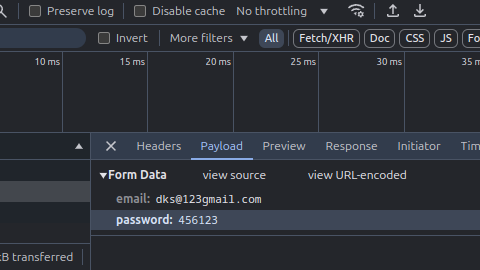 Preserve log Disable cache No throttling
Invert More filters All Fetch/XHR Doc CSS JS
10 ms 15 ms 20 ms 25 ms 30 ms 35 ms
Headers Payload Preview Response Initiator
Form Data view source view URL-encoded
email: dks@123gmail.com
password: 456123
transferred